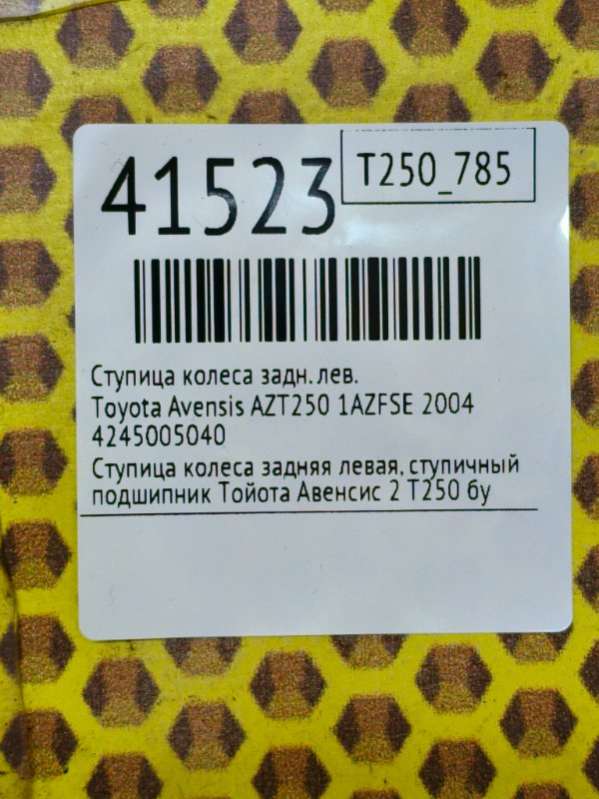 41523
T250_785
Ступица колеса задн. лев.
Toyota Avensis AZT250 1AZFSE 2004
4245005040
Ступица колеса задняя левая, ступичный
подшипник Тойота Авенсис 2 Т250 бу